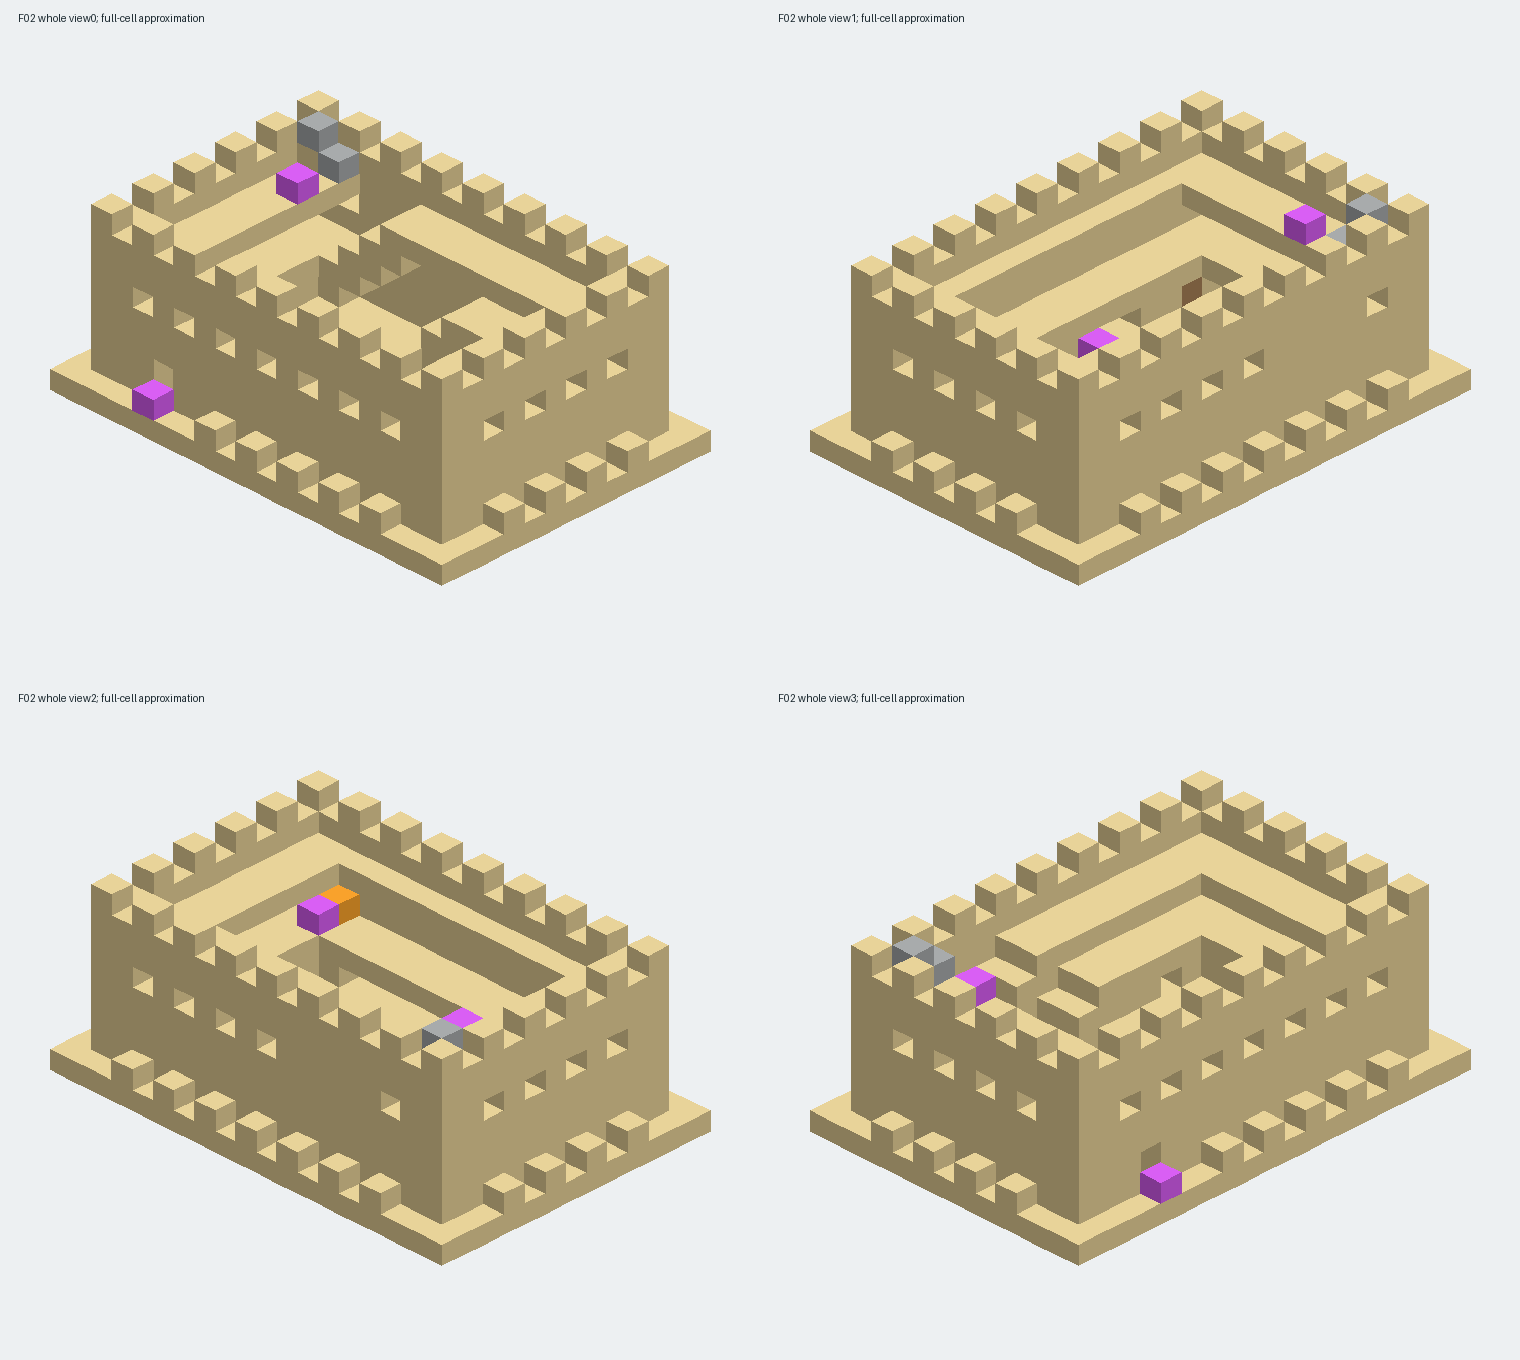 F02 whole view0; full-cell approximation
F02 whole view1; full-cell approximation
F02 whole view2; full-cell approximation
F02 whole view3; full-cell approximation